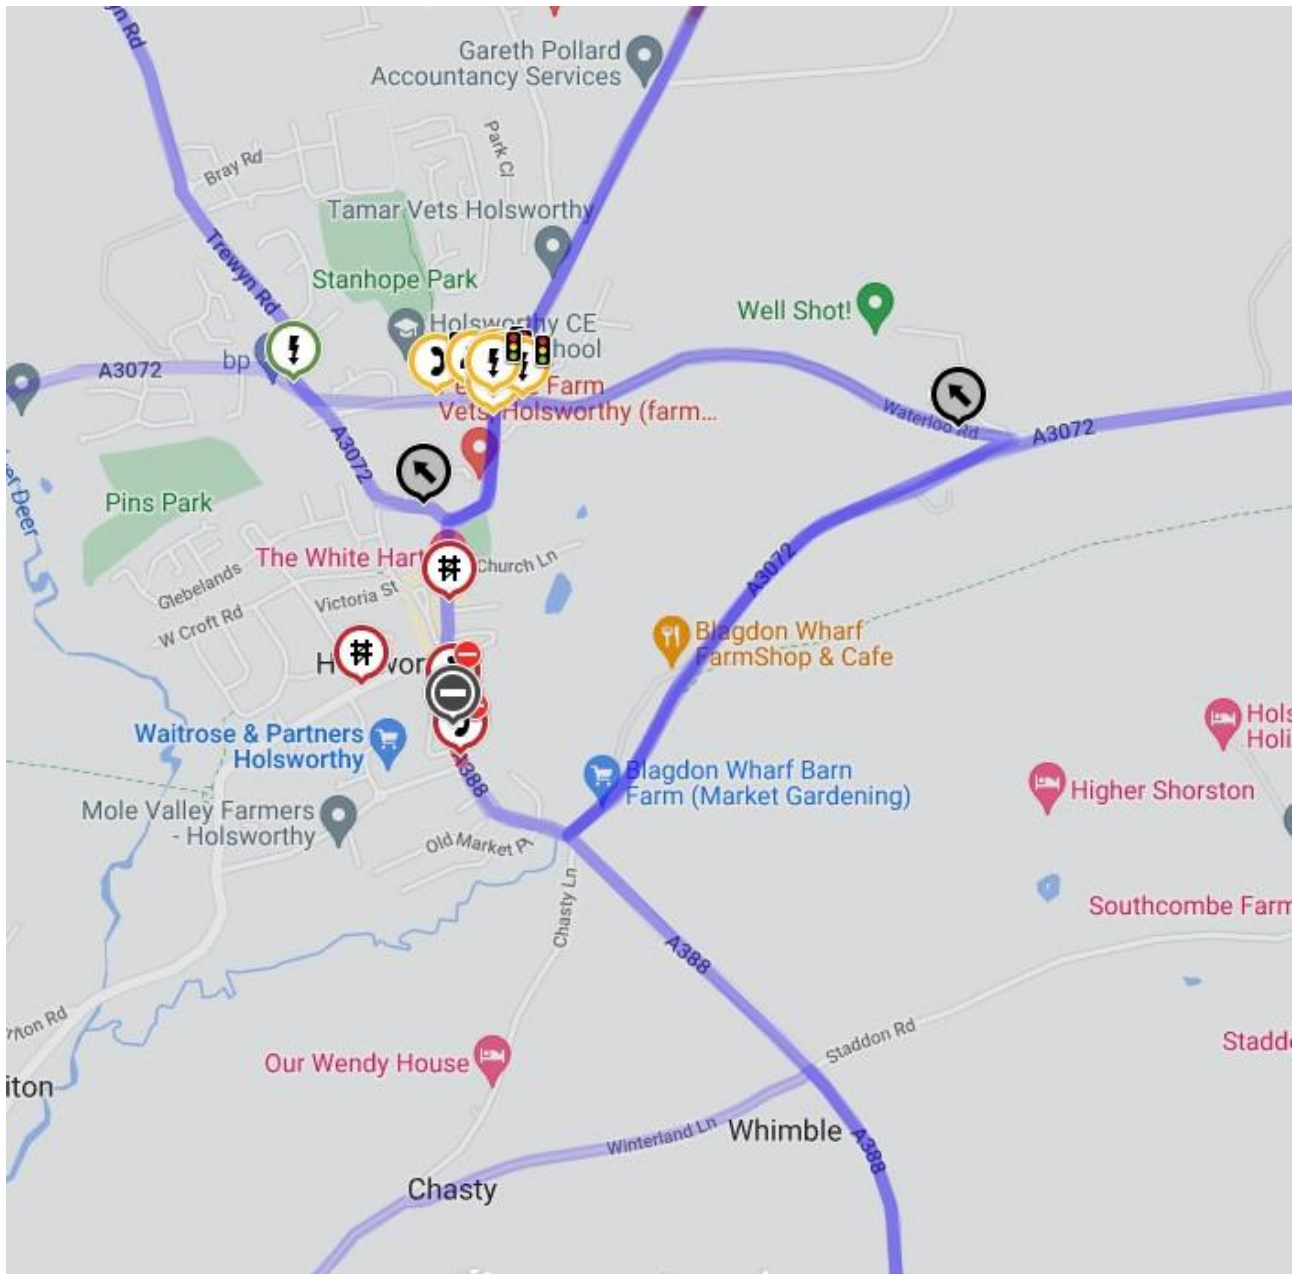 Gareth Pollard
Accountancy Services
Park Cl
Bray Rd
Tamar Vets Holsworthy
Trewyn Rd
Stanhope Park
Well Shot!
Holsworthy CE
bp
A3072
Farm
Vets Holsworthy (farm...
Waterloo Rd
A3072
A3072
Pins Park
The White Hart
Church Ln
Glebelands
Victoria St
W Croft Rd
A3072
Blagdon Wharf
FarmShop & Cafe
Waitrose & Partners
Holsworthy
A388
Blagdon Wharf Barn
Farm (Market Gardening)
Higher Shorston
Mole Valley Farmers
- Holsworthy
Old Market Pl
Chasty Ln
Southcombe Farm
A388
Staddon Rd
Our Wendy House
Winterland Ln
Whimble
A388
Chasty